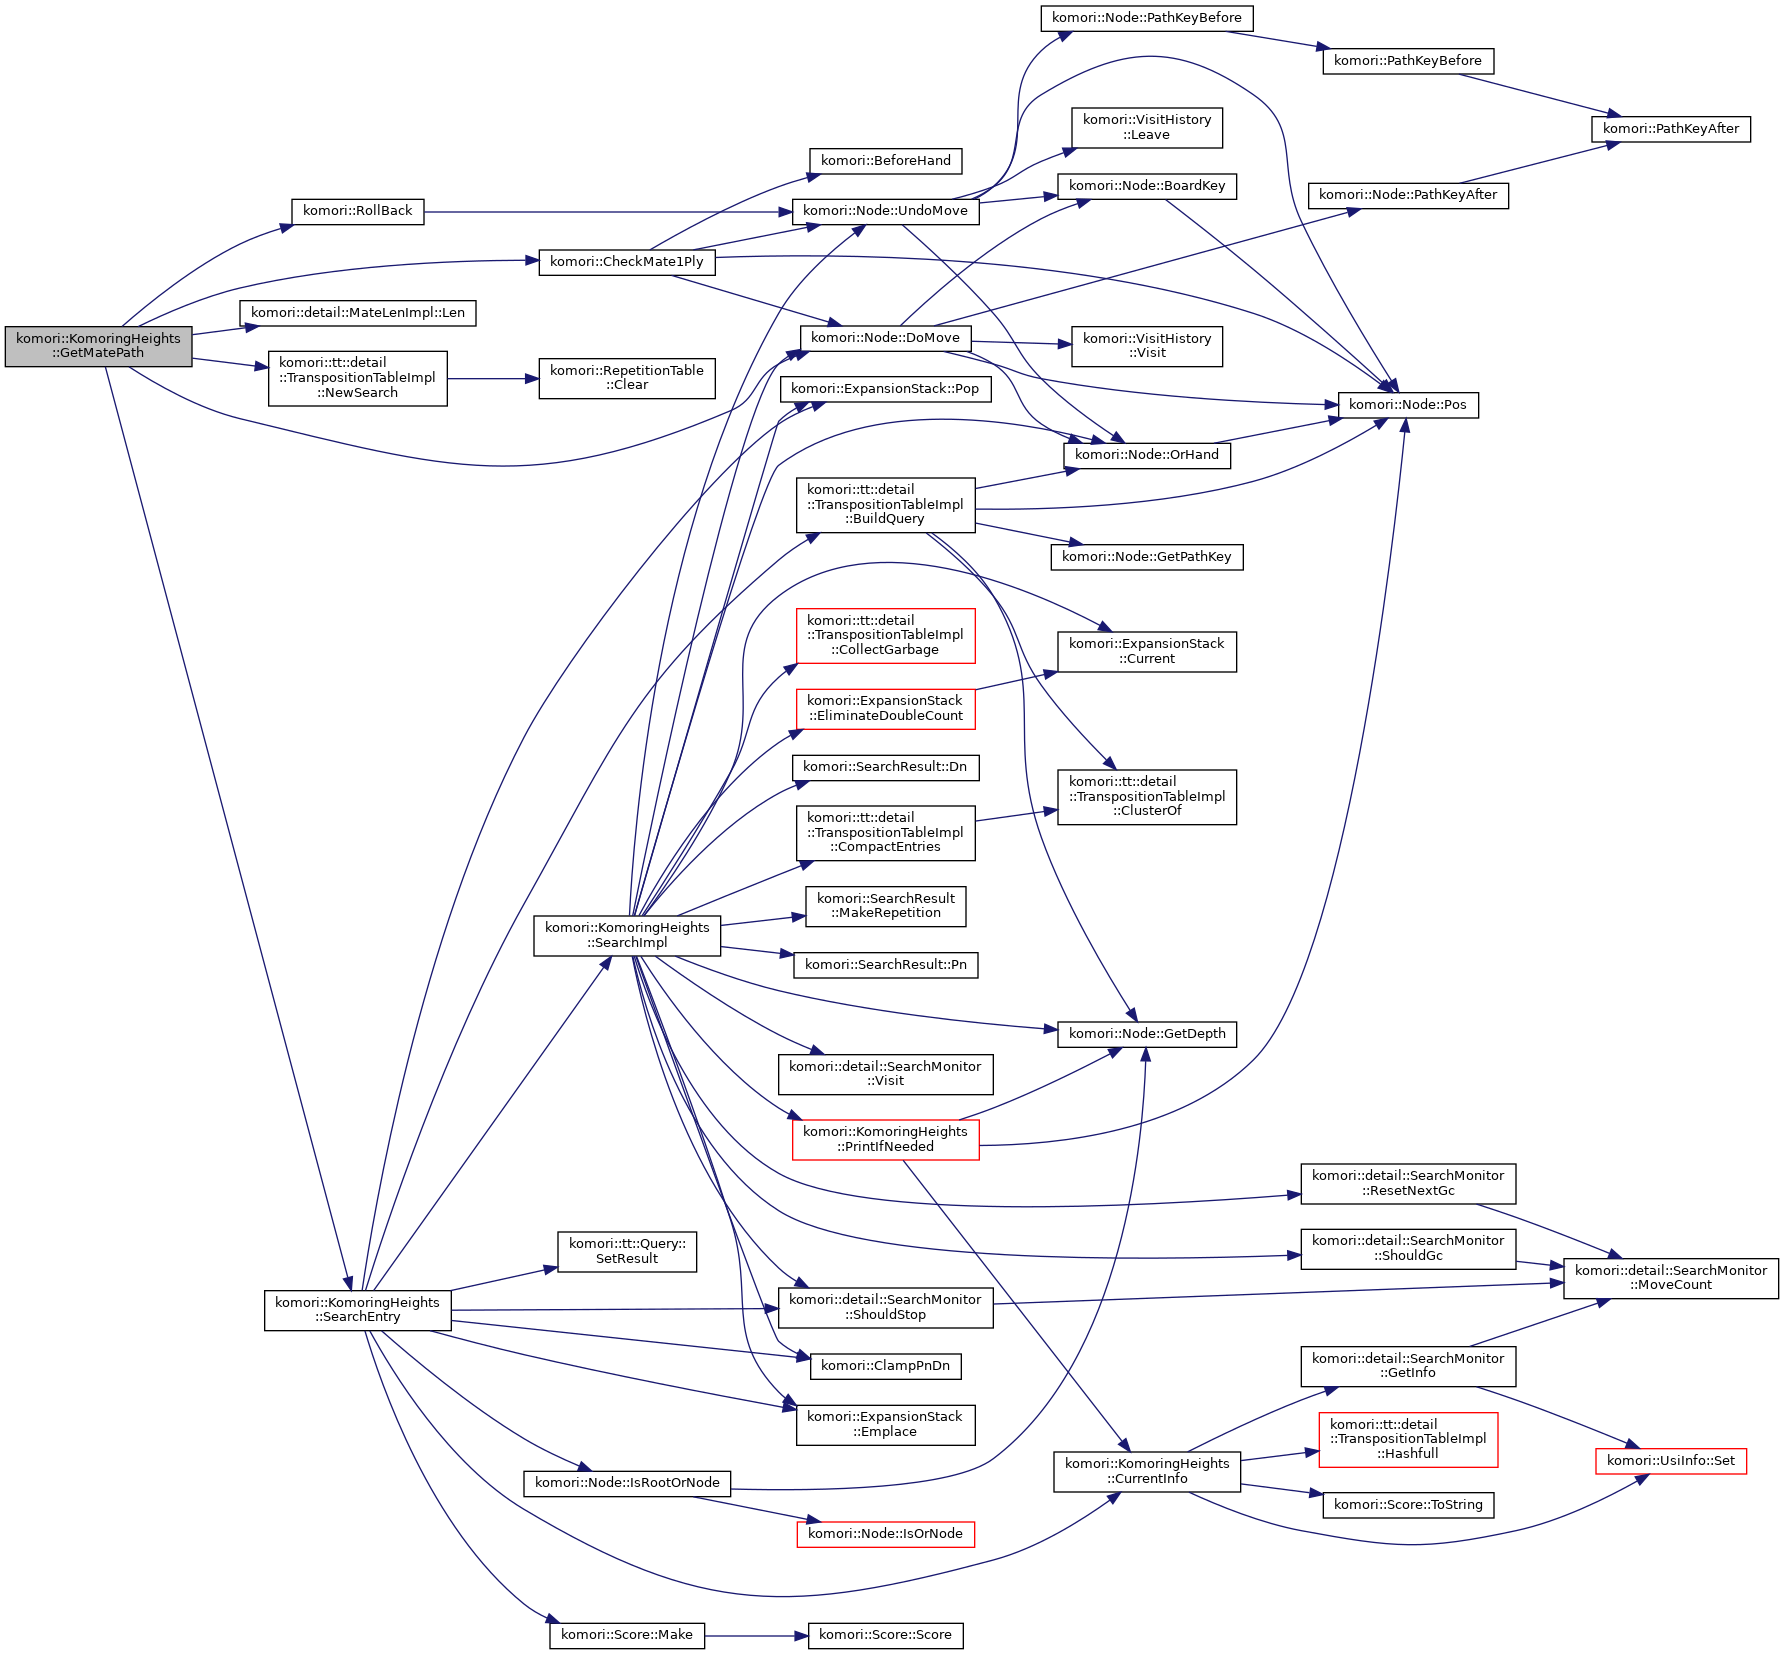 komori::KomoringHeights
::GetMatePath
komori::RollBack
komori::CheckMate1Ply
komori::detail::MateLenImpl::Len
komori::tt::detail
::TranspositionTableImpl
::NewSearch
komori::RepetitionTable
::Clear
komori::KomoringHeights
::SearchEntry
komori::KomoringHeights
::SearchImpl
komori::tt::Query::
SetResult
komori::Node::IsRootOrNode
komori::Score::Make
komori::BeforeHand
komori::Node::UndoMove
komori::Node::DoMove
komori::ExpansionStack::Pop
komori::tt::detail
::TranspositionTableImpl
::BuildQuery
komori::tt::detail
::TranspositionTableImpl
::CollectGarbage
komori::ExpansionStack
::EliminateDoubleCount
komori::SearchResult::Dn
komori::tt::detail
::TranspositionTableImpl
::CompactEntries
komori::SearchResult
::MakeRepetition
komori::SearchResult::Pn
komori::detail::SearchMonitor
::Visit
komori::KomoringHeights
::PrintIfNeeded
komori::detail::SearchMonitor
::ShouldStop
komori::ClampPnDn
komori::ExpansionStack
::Emplace
komori::Node::IsOrNode
komori::Score::Score
komori::Node::PathKeyBefore
komori::VisitHistory
::Leave
komori::Node::BoardKey
komori::VisitHistory
::Visit
komori::Node::OrHand
komori::Node::GetPathKey
komori::ExpansionStack
::Current
komori::tt::detail
::TranspositionTableImpl
::ClusterOf
komori::Node::GetDepth
komori::KomoringHeights
::CurrentInfo
komori::PathKeyBefore
komori::Node::PathKeyAfter
komori::Node::Pos
komori::detail::SearchMonitor
::ResetNextGc
komori::detail::SearchMonitor
::ShouldGc
komori::detail::SearchMonitor
::GetInfo
komori::tt::detail
::TranspositionTableImpl
::Hashfull
komori::Score::ToString
komori::PathKeyAfter
komori::detail::SearchMonitor
::MoveCount
komori::UsiInfo::Set